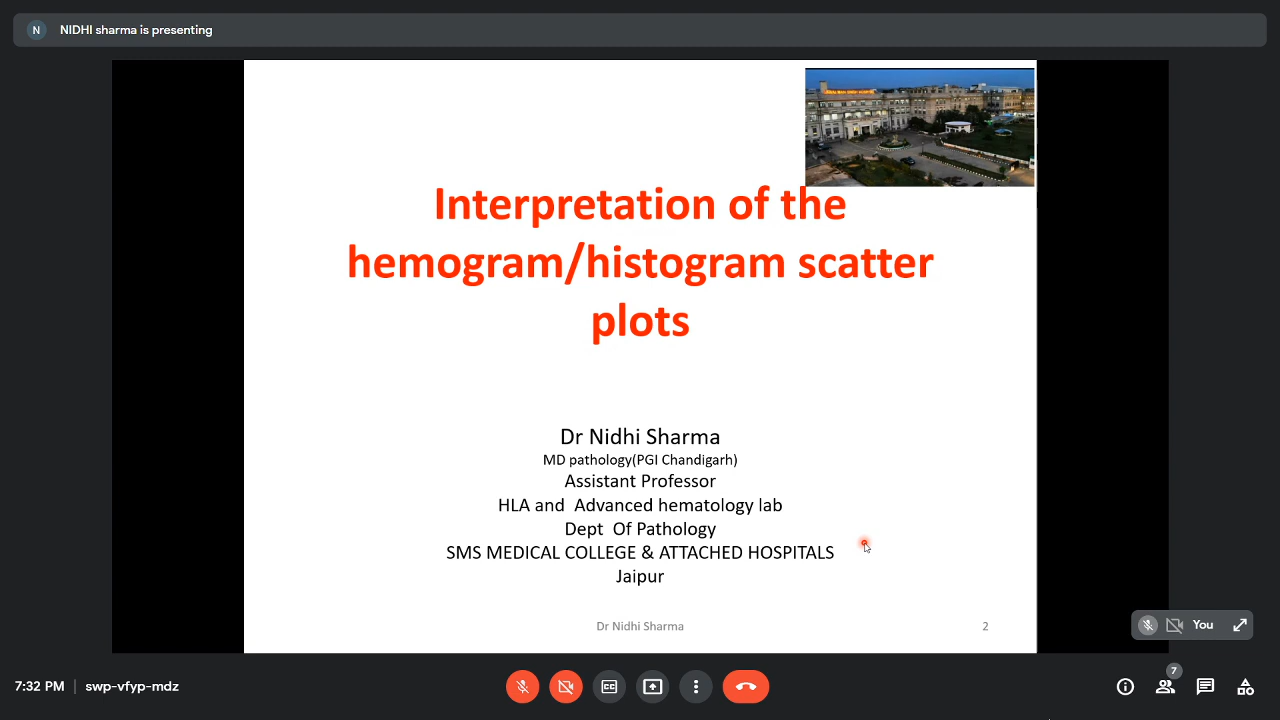 N NIDHI sharma is presenting
Interpretation of the
hemogram/histogram scatter
plots
Dr Nidhi Sharma
MD pathology(PGI Chandigarh)
Assistant Professor
HLA and Advanced hematology lab
Dept Of Pathology
SMS MEDICAL COLLEGE & ATTACHED HOSPITALS
Jaipur
Dr Nidhi Sharma 2
You
7:32 PM | swp-vfyp-mdz
CC
7